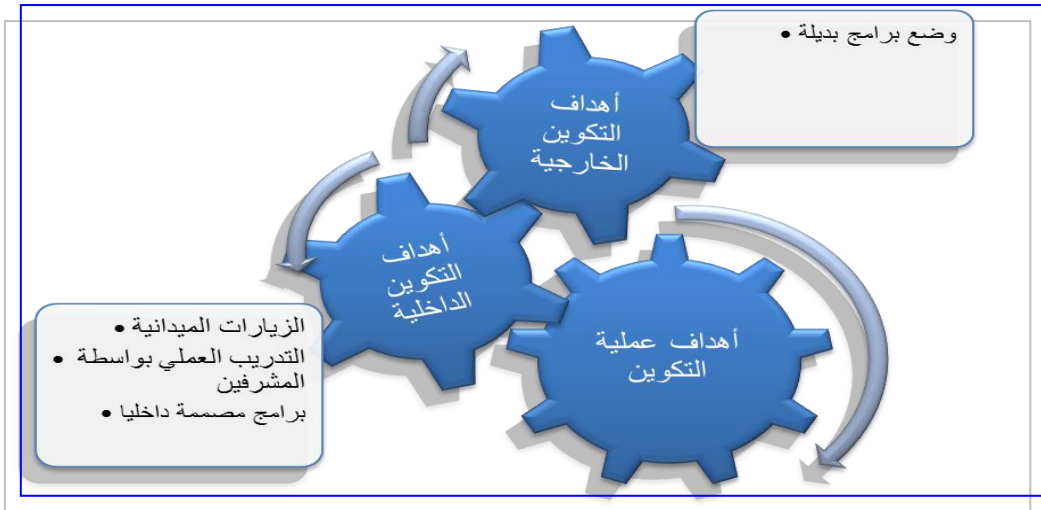 وضع برامج بديلة •
أهداف
التكوين
الخارجية
أهداف
التكوين
الداخلية
أهداف عملية
التكوين
الزيارات الميدانية •
التدريب العملي بواسطة •
المشرفين
برامج مصممة داخليا •